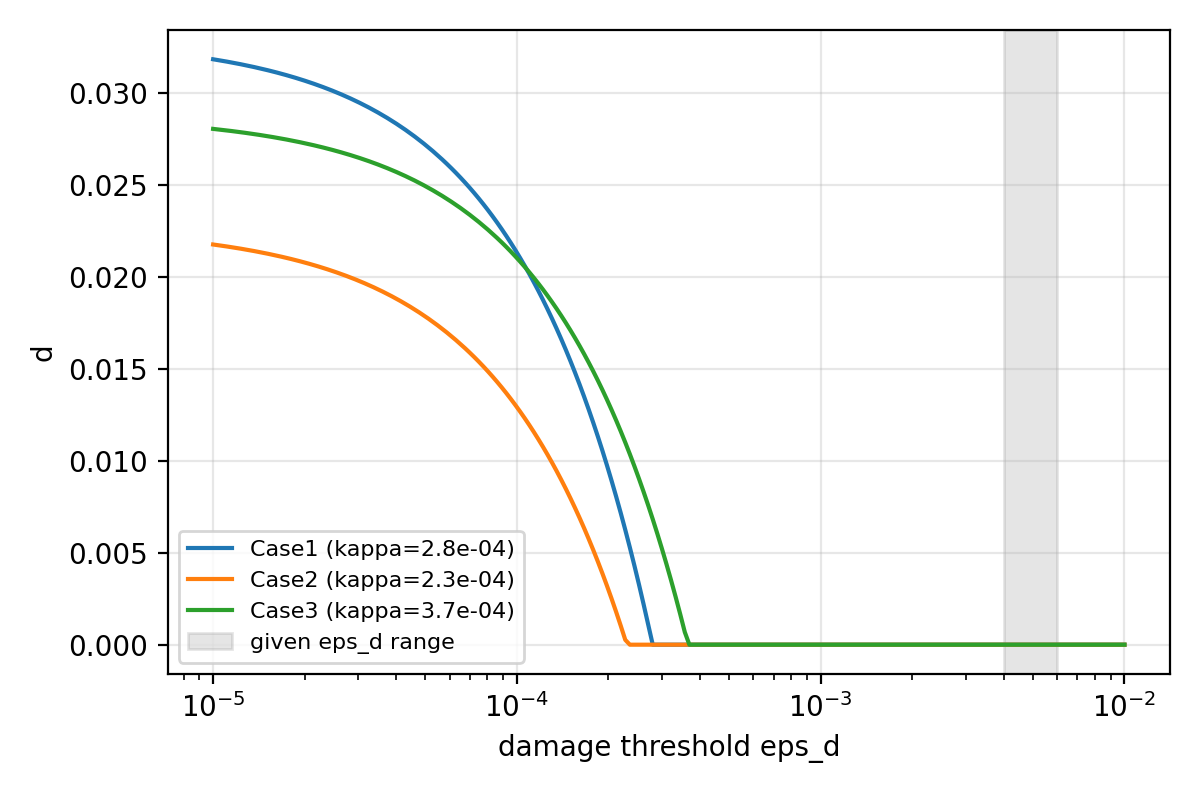 0.030
0.025
0.020
0.015
0.010
0.005
0.000
d
Case1 (kappa=2.8e-04)
Case2 (kappa=2.3e-04)
Case3 (kappa=3.7e-04)
given eps_d range
10⁻⁵ 10⁻⁴ 10⁻³ 10⁻²
damage threshold eps_d